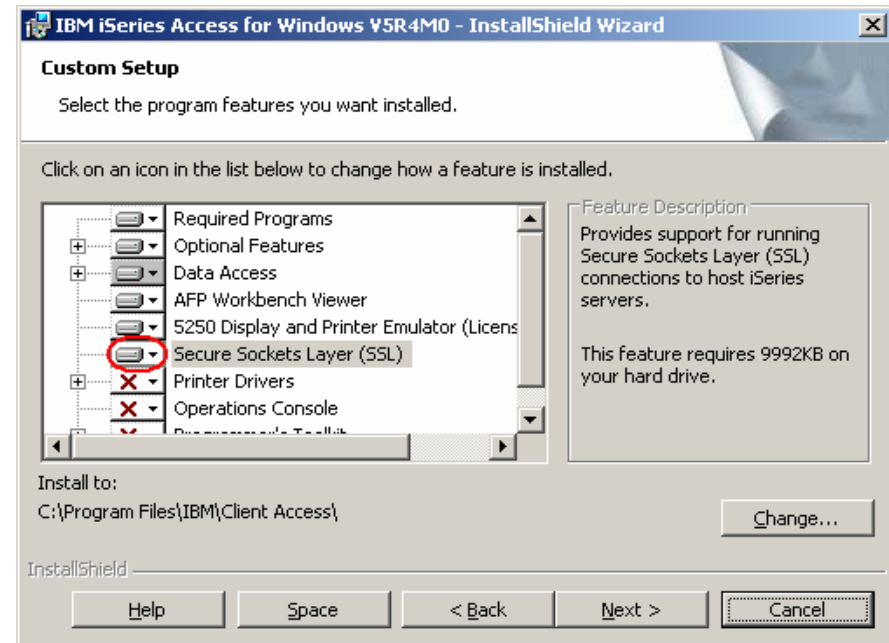 IBM iSeries Access for Windows V5R4M0 - InstallShield Wizard
Custom Setup
Select the program features you want installed.
Click on an icon in the list below to change how a feature is installed.
Required Programs
Optional Features
Data Access
AFP Workbench Viewer
5250 Display and Printer Emulator (Licens
Secure Sockets Layer (SSL)
Printer Drivers
Operations Console
Programmer's Toolkit
Feature Description
Provides support for running
Secure Sockets Layer (SSL)
connections to host iSeries
servers.
This feature requires 9992KB on
your hard drive.
Install to:
C:\Program Files\IBM\Client Access\
Change...
InstallShield
Help
Space
< Back
Next >
Cancel